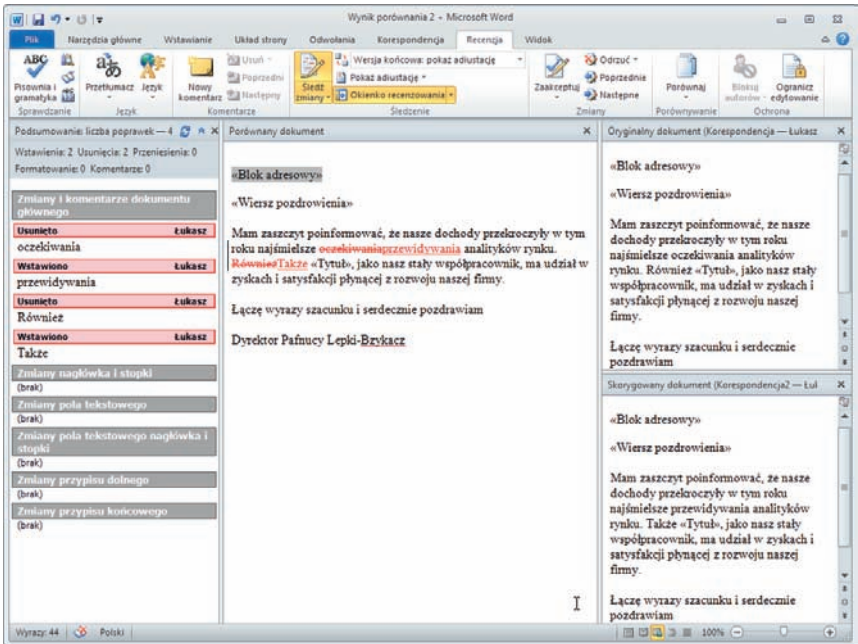 Wynik porównania 2 - Microsoft Word
Plik Narzędzia główne Wstawianie Układ strony Odwołania Korespondencja Recenzja Widok
ABC
Pisownia i gramatyka
Przetłumacz Język
Nowy komentarz
Usuń
Poprzedni
Następny
Śledź zmiany
Wersja końcowa: pokaż adiustację
Pokaż adiustację
Okienko recenzowania
Zaakceptuj
Odrzuć
Poprzednie
Następne
Porównaj
Blokuj autorów
Ogranicz edytowanie
Sprawdzanie Język Komentarze Śledzenie Zmiany Porównywanie Ochrona
Podsumowanie: liczba poprawek — 4
Wstawienia: 2 Usunięcia: 2 Przeniesienia: 0
Formatowanie: 0 Komentarze: 0
Zmiany i komentarze dokumentu
głównego
Usunięto Łukasz
oczekiwania
Wstawiono Łukasz
przewidywania
Usunięto Łukasz
Również
Wstawiono Łukasz
Także
Zmiany nagłówka i stopki
(brak)
Zmiany pola tekstowego
(brak)
Zmiany pola tekstowego nagłówka i
stopki
(brak)
Zmiany przypisu dolnego
(brak)
Zmiany przypisu końcowego
(brak)
Porównany dokument
«Blok adresowy»
«Wiersz pozdrowienia»
Mam zaszczyt poinformować, że nasze dochody przekroczyły w tym
roku najśmielsze oczekiwaniaprzewidywania analityków rynku.
RównieżTakże «Tytuł», jako nasz stały współpracownik, ma udział w
zyskach i satysfakcji płynącej z rozwoju naszej firmy.
Łączę wyrazy szacunku i serdecznie pozdrawiam
Dyrektor Pafnucy Lepki-Bzykacz
Oryginalny dokument (Korespondencja — Łukasz
«Blok adresowy»
«Wiersz pozdrowienia»
Mam zaszczyt poinformować, że nasze
dochody przekroczyły w tym roku
najśmielsze oczekiwania analityków
rynku. Również «Tytuł», jako nasz stały
współpracownik, ma udział w zyskach i
satysfakcji płynącej z rozwoju naszej
firmy.
Łączę wyrazy szacunku i serdecznie
pozdrawiam
Skorygowany dokument (Korespondencja2 — Łuk
«Blok adresowy»
«Wiersz pozdrowienia»
Mam zaszczyt poinformować, że nasze
dochody przekroczyły w tym roku
najśmielsze przewidywania analityków
rynku. Także «Tytuł», jako nasz stały
współpracownik, ma udział w zyskach i
satysfakcji płynącej z rozwoju naszej
firmy.
Łączę wyrazy szacunku i serdecznie
pozdrawiam
Wyrazy: 44 Polski 100%